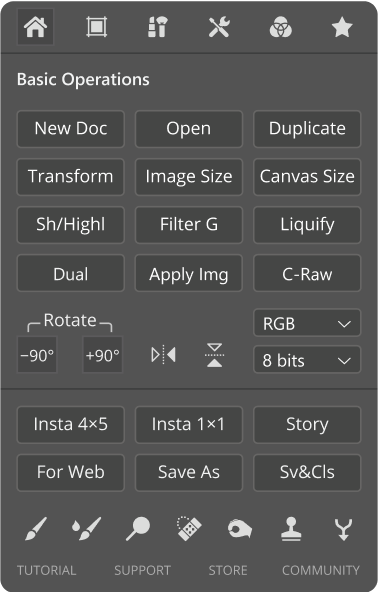 Basic Operations
New Doc Open Duplicate
Transform Image Size Canvas Size
Sh/Highl Filter G Liquify
Dual Apply Img C-Raw
Rotate RGB
−90° +90° 8 bits
Insta 4×5 Insta 1×1 Story
For Web Save As Sv&Cls
TUTORIAL SUPPORT STORE COMMUNITY